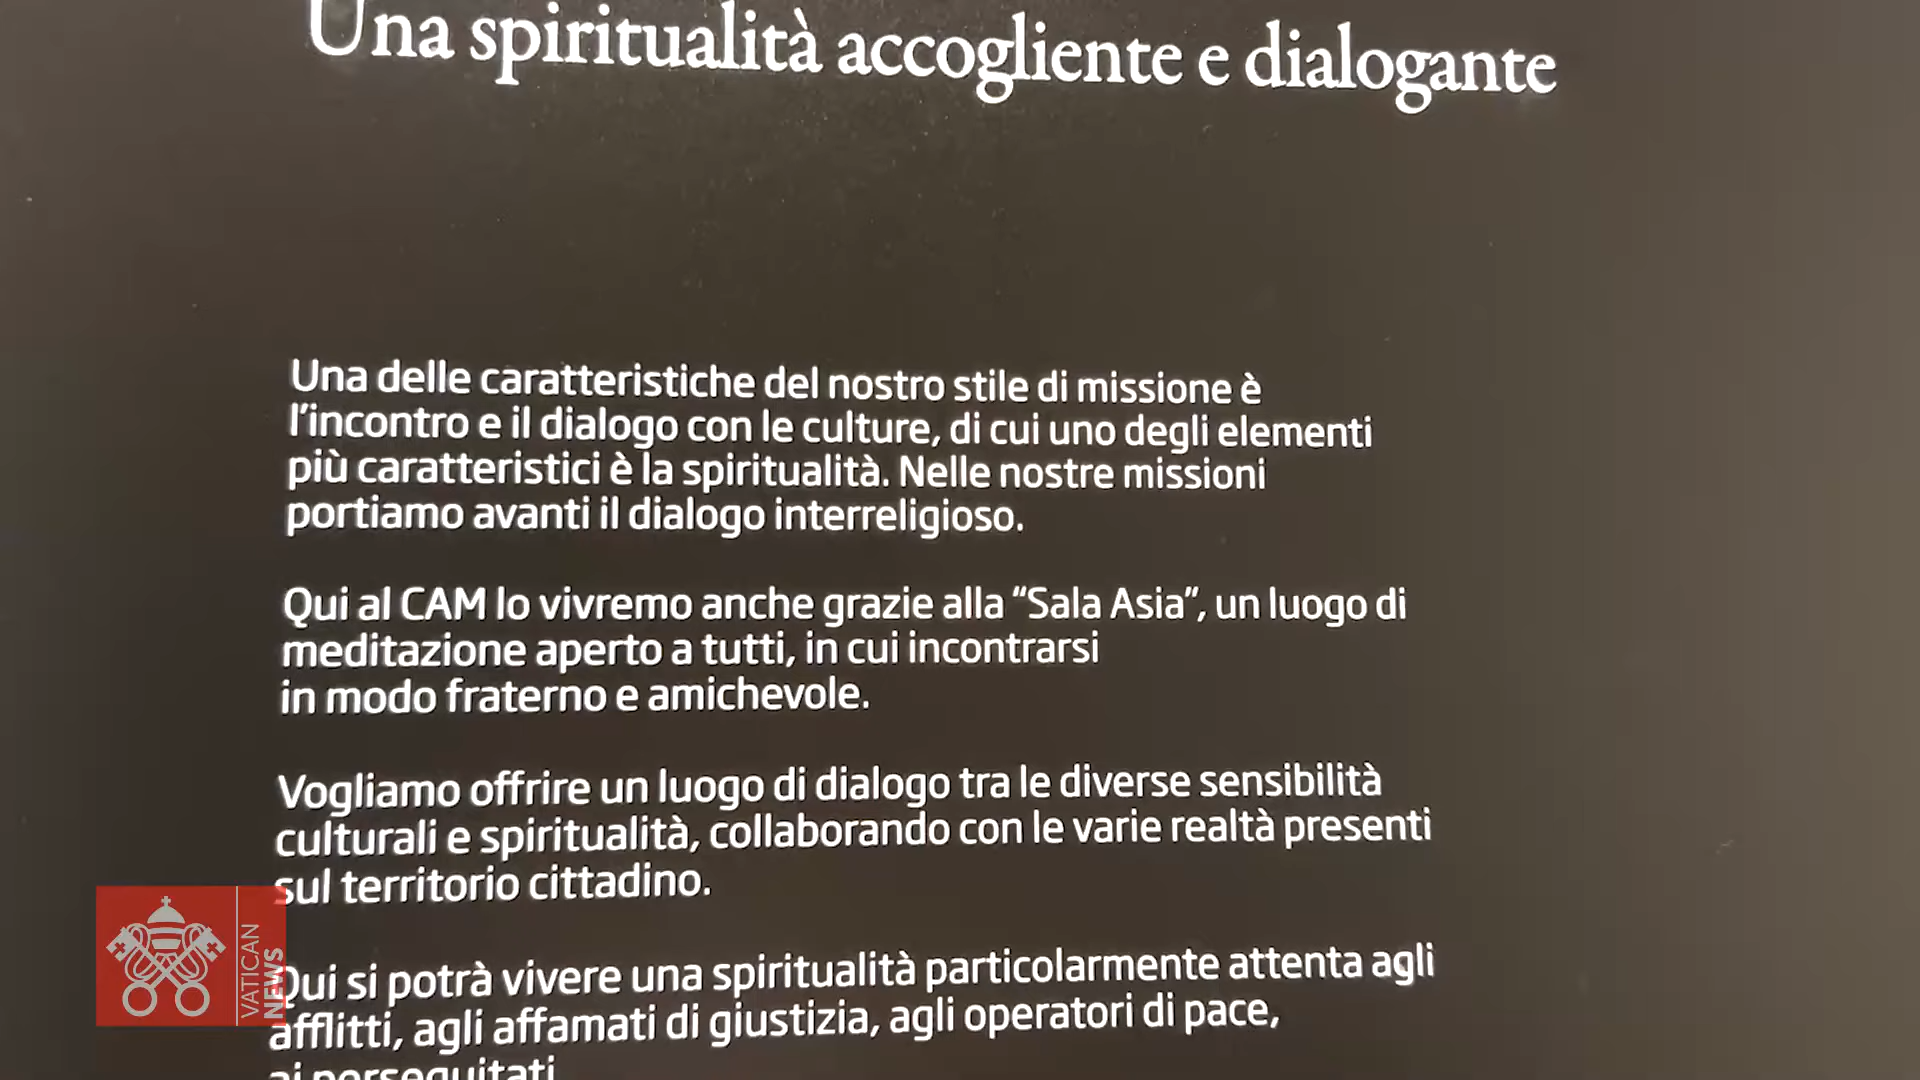 Una spiritualità accogliente e dialogante
Una delle caratteristiche del nostro stile di missione è
l'incontro e il dialogo con le culture, di cui uno degli elementi
più caratteristici è la spiritualità. Nelle nostre missioni
portiamo avanti il dialogo interreligioso.
Qui al CAM lo vivremo anche grazie alla “Sala Asia”, un luogo di
meditazione aperto a tutti, in cui incontrarsi
in modo fraterno e amichevole.
Vogliamo offrire un luogo di dialogo tra le diverse sensibilità
culturali e spiritualità, collaborando con le varie realtà presenti
sul territorio cittadino.
Qui si potrà vivere una spiritualità particolarmente attenta agli
afflitti, agli affamati di giustizia, agli operatori di pace,
ai perseguitati
VATICAN
NEWS